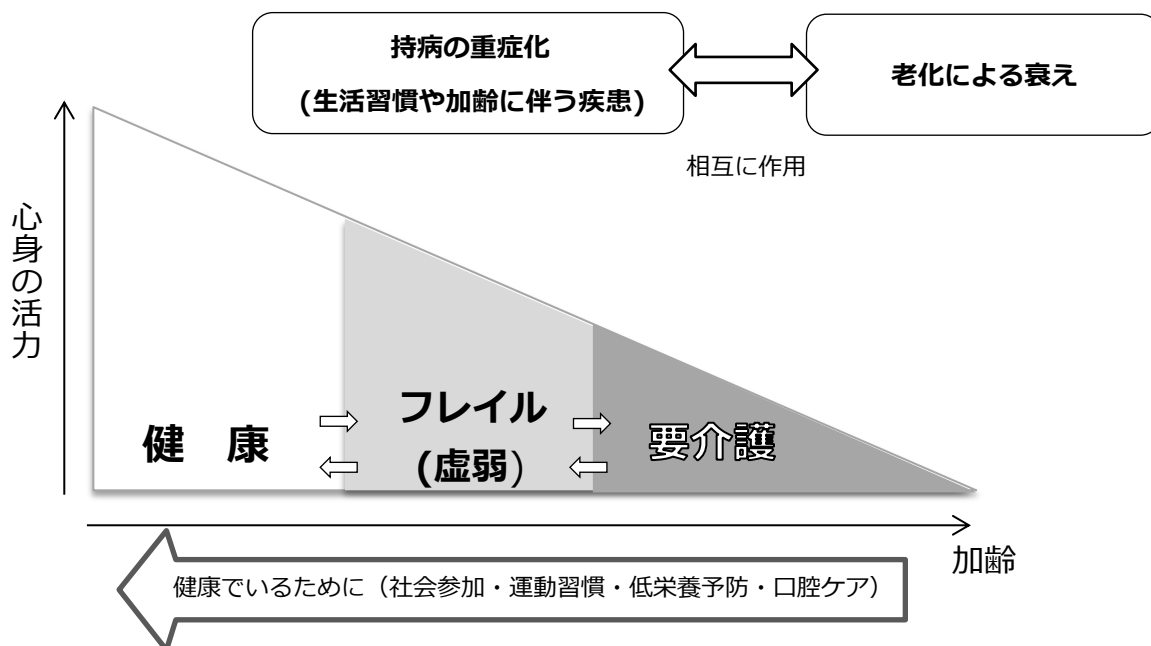 持病の重症化
(生活習慣や加齢に伴う疾患)
老化による衰え
相互に作用
心身の活力
健　康
フレイル
(虚弱)
要介護
加齢
健康でいるために（社会参加・運動習慣・低栄養予防・口腔ケア）